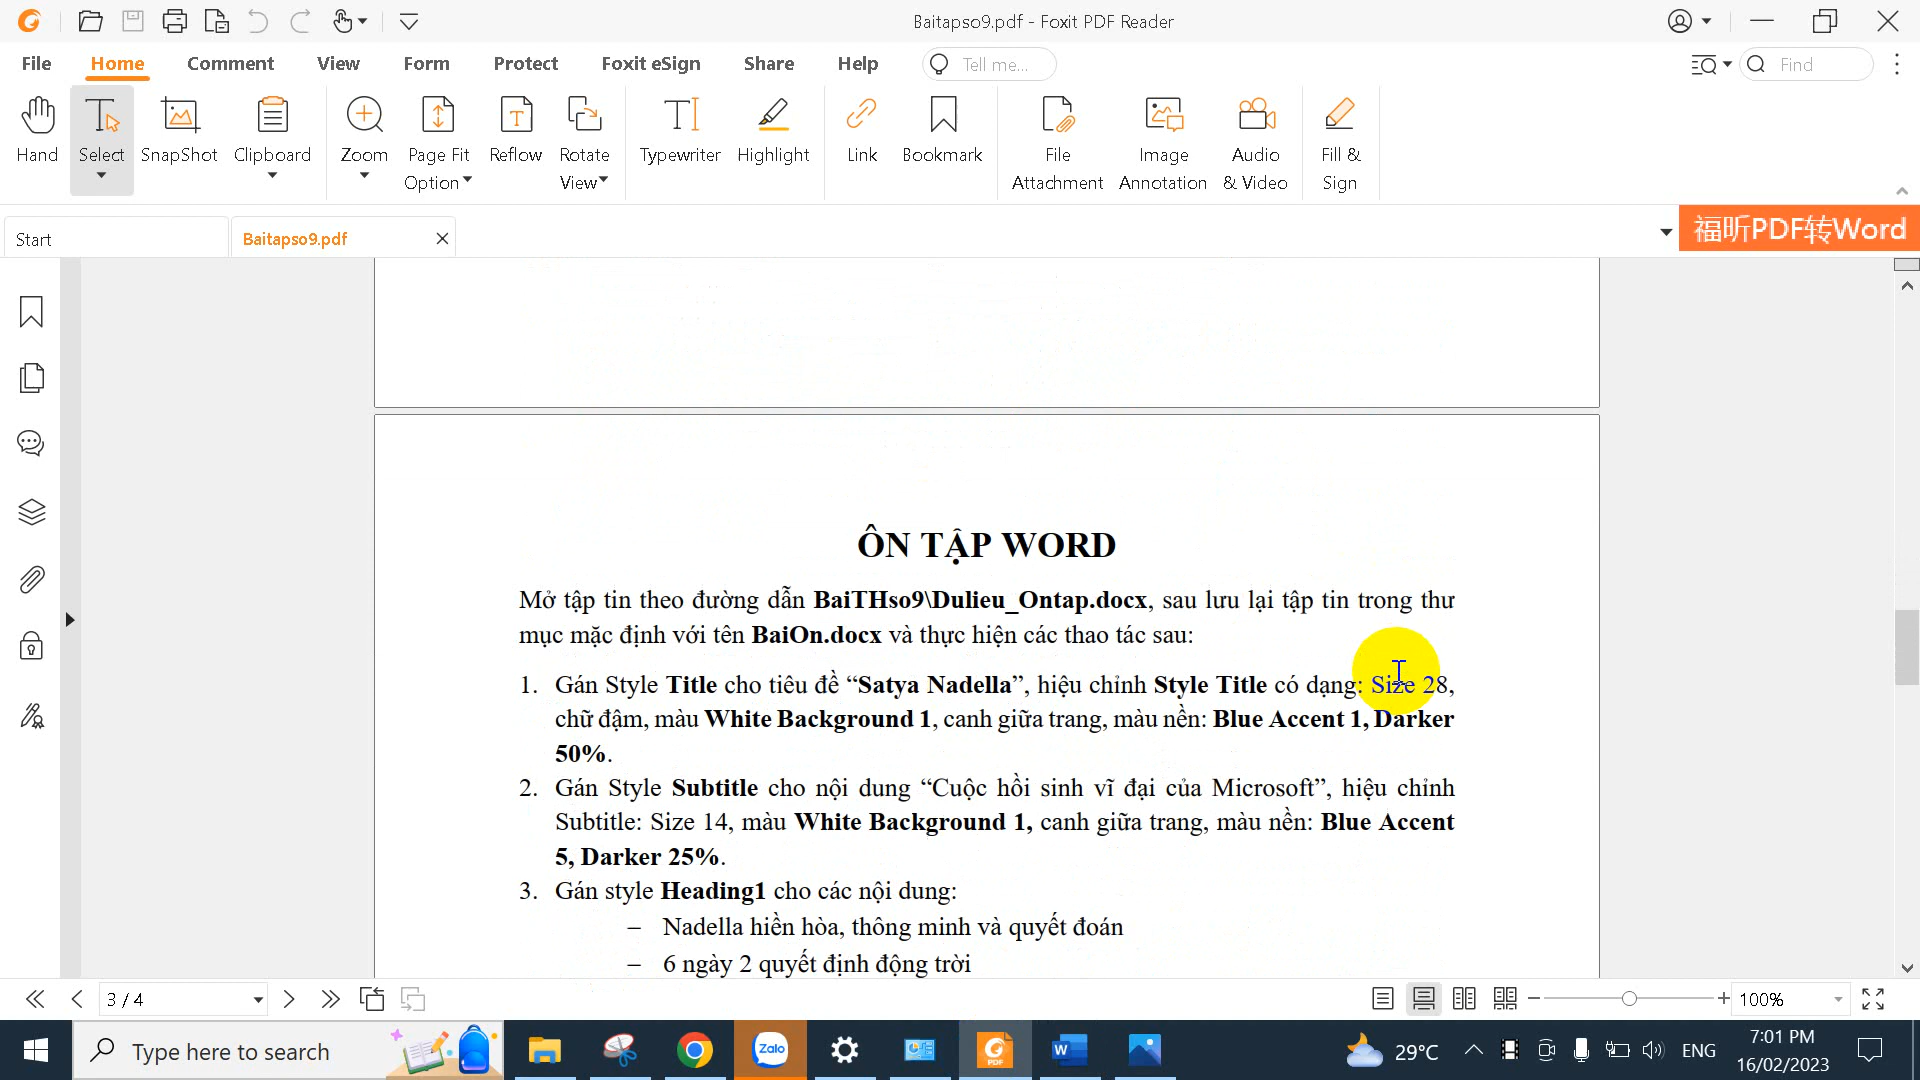 Baitapso9.pdf - Foxit PDF Reader
File Home Comment View Form Protect Foxit eSign Share Help Tell me... Find
Hand Select SnapShot Clipboard Zoom Page Fit Option Reflow Rotate View Typewriter Highlight Link Bookmark File Attachment Image Annotation Audio & Video Fill & Sign
Start Baitapso9.pdf 福昕PDF转Word
ÔN TẬP WORD
Mở tập tin theo đường dẫn BaiTHso9\Dulieu_Ontap.docx, sau lưu lại tập tin trong thư
mục mặc định với tên BaiOn.docx và thực hiện các thao tác sau:
1. Gán Style Title cho tiêu đề “Satya Nadella”, hiệu chỉnh Style Title có dạng: Size 28,
chữ đậm, màu White Background 1, canh giữa trang, màu nền: Blue Accent 1, Darker
50%.
2. Gán Style Subtitle cho nội dung “Cuộc hồi sinh vĩ đại của Microsoft”, hiệu chỉnh
Subtitle: Size 14, màu White Background 1, canh giữa trang, màu nền: Blue Accent
5, Darker 25%.
3. Gán style Heading1 cho các nội dung:
– Nadella hiền hòa, thông minh và quyết đoán
– 6 ngày 2 quyết định động trời
3 / 4 100%
Type here to search Zalo 29°C ENG 7:01 PM
16/02/2023